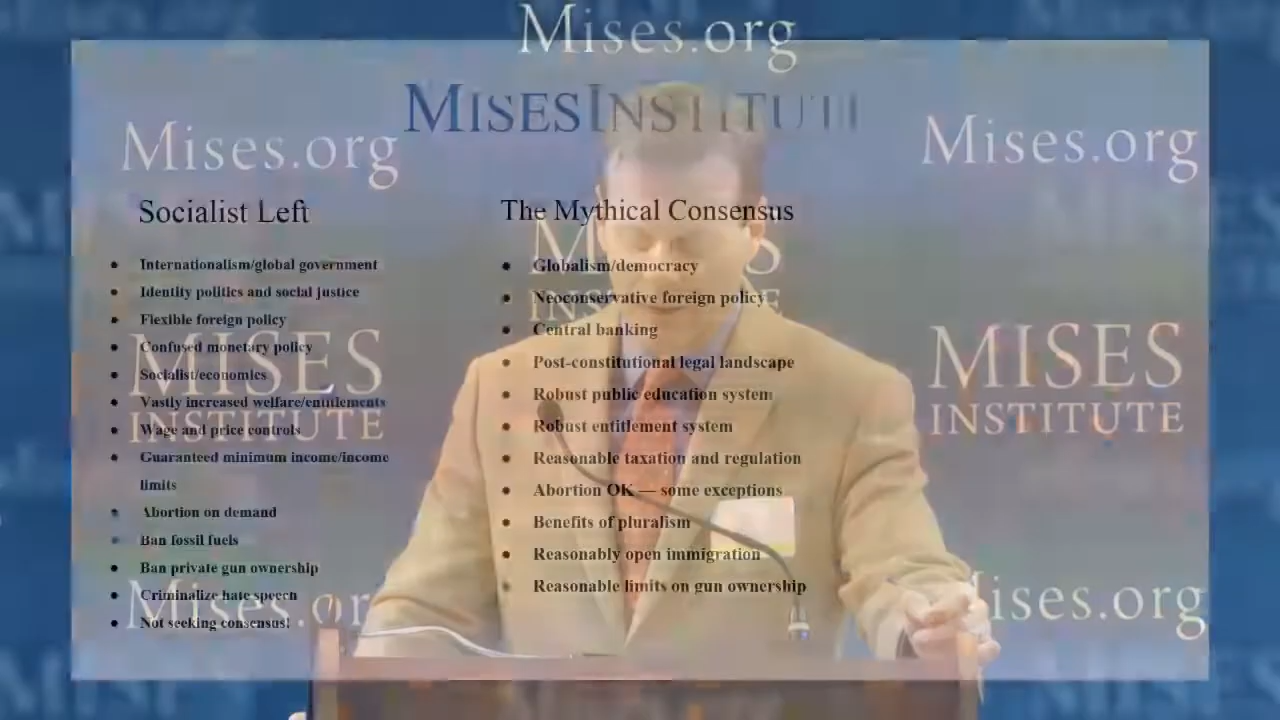 Mises.org
MISES INSTITUTE
Mises.org
Mises.org
Socialist Left
• Internationalism/global government
• Identity politics and social justice
• Flexible foreign policy
• Confused monetary policy
• Socialist/economics
• Vastly increased welfare/entitlements
• Wage and price controls
• Guaranteed minimum income/income
limits
• Abortion on demand
• Ban fossil fuels
• Ban private gun ownership
• Criminalize hate speech
• Not seeking consensus!
The Mythical Consensus
• Globalism/democracy
• Neoconservative foreign policy
• Central banking
• Post-constitutional legal landscape
• Robust public education system
• Robust entitlement system
• Reasonable taxation and regulation
• Abortion OK — some exceptions
• Benefits of pluralism
• Reasonably open immigration
• Reasonable limits on gun ownership
MISES
INSTITUTE
MISES
INSTITUTE
Mises.org